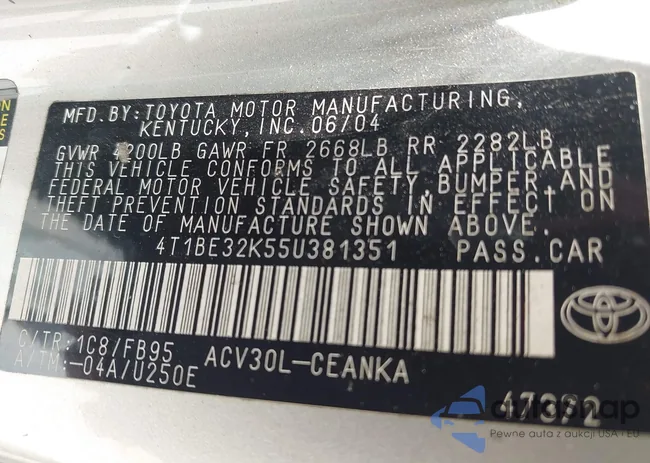 MFD. BY: TOYOTA MOTOR MANUFACTURING,
KENTUCKY, INC. 06/04
GVWR 4200LB GAWR FR 2668LB RR 2282LB
THIS VEHICLE CONFORMS TO ALL APPLICABLE
FEDERAL MOTOR VEHICLE SAFETY, BUMPER, AND
THEFT PREVENTION STANDARDS IN EFFECT ON
THE DATE OF MANUFACTURE SHOWN ABOVE.
4T1BE32K55U381351 PASS.CAR
C/TR:1C8/FB95 ACV30L-CEANKA
A/TM:-04A/U250E
autosnap
Pewne auta z aukcji USA i EU